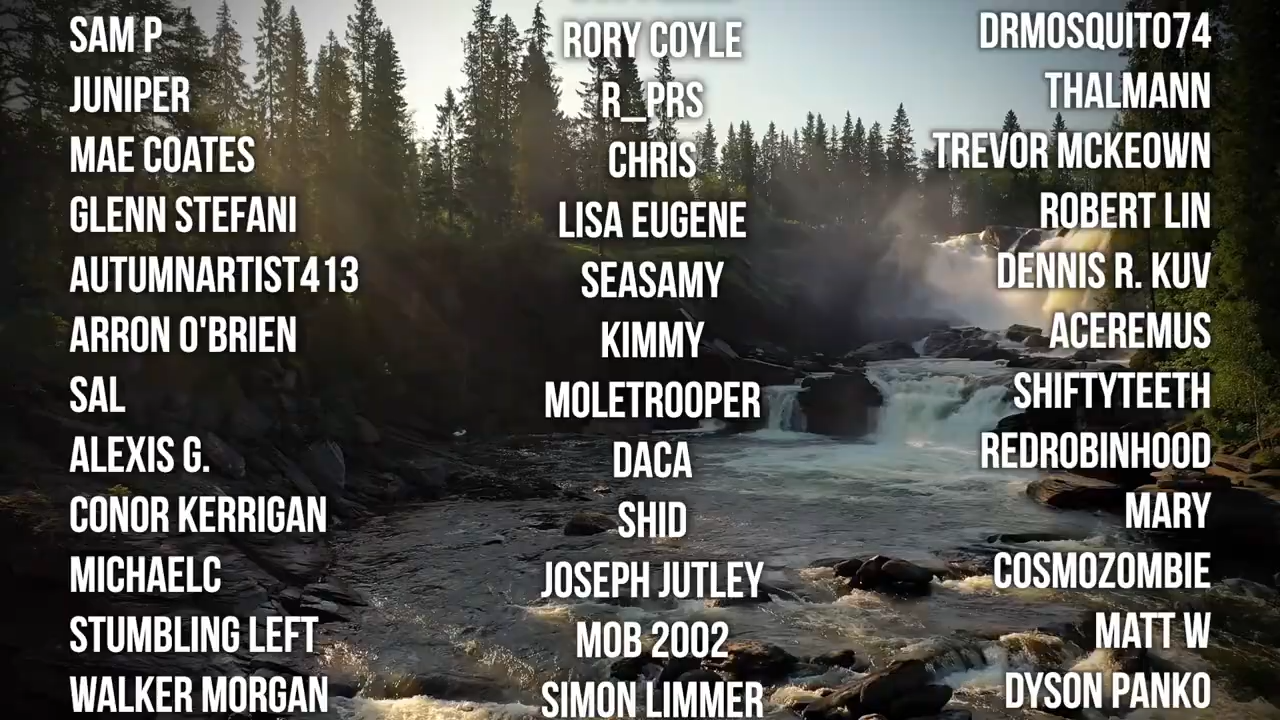 SAM P
JUNIPER
MAE COATES
GLENN STEFANI
AUTUMNARTIST413
ARRON O'BRIEN
SAL
ALEXIS G.
CONOR KERRIGAN
MICHAELC
STUMBLING LEFT
WALKER MORGAN
RORY COYLE
R_PRS
CHRIS
LISA EUGENE
SEASAMY
KIMMY
MOLETROOPER
DACA
SHID
JOSEPH JUTLEY
MOB 2002
SIMON LIMMER
DRMOSQUITO74
THALMANN
TREVOR MCKEOWN
ROBERT LIN
DENNIS R. KUV
ACEREMUS
SHIFTYTEETH
REDROBINHOOD
MARY
COSMOZOMBIE
MATT W
DYSON PANKO